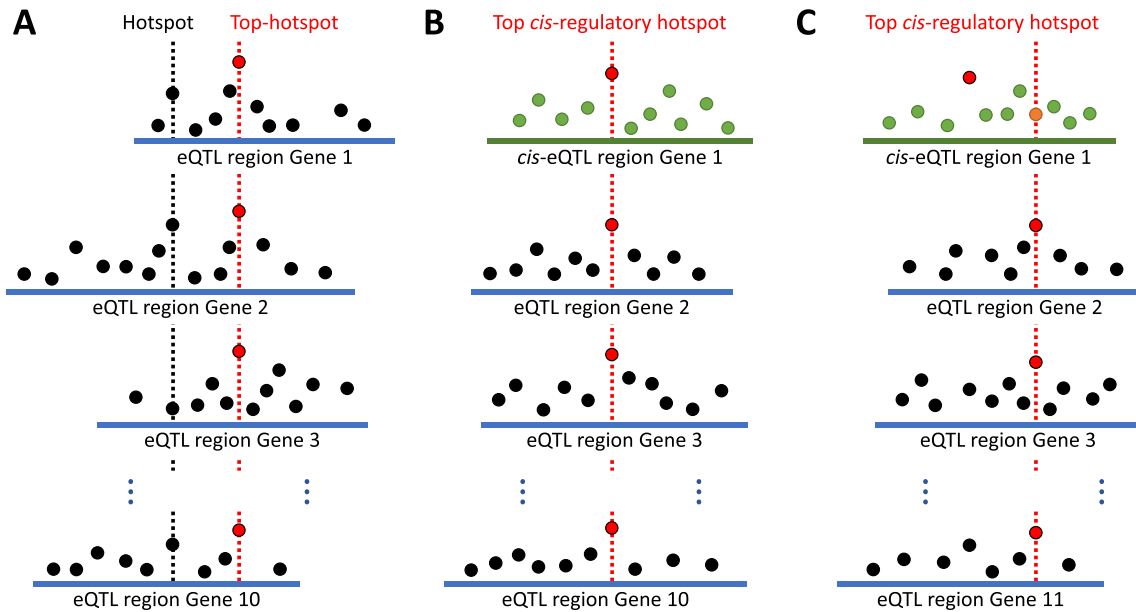 A
Hotspot
Top-hotspot
eQTL region Gene 1
eQTL region Gene 2
eQTL region Gene 3
eQTL region Gene 10
B
Top cis-regulatory hotspot
cis-eQTL region Gene 1
eQTL region Gene 2
eQTL region Gene 3
eQTL region Gene 10
C
Top cis-regulatory hotspot
cis-eQTL region Gene 1
eQTL region Gene 2
eQTL region Gene 3
eQTL region Gene 11